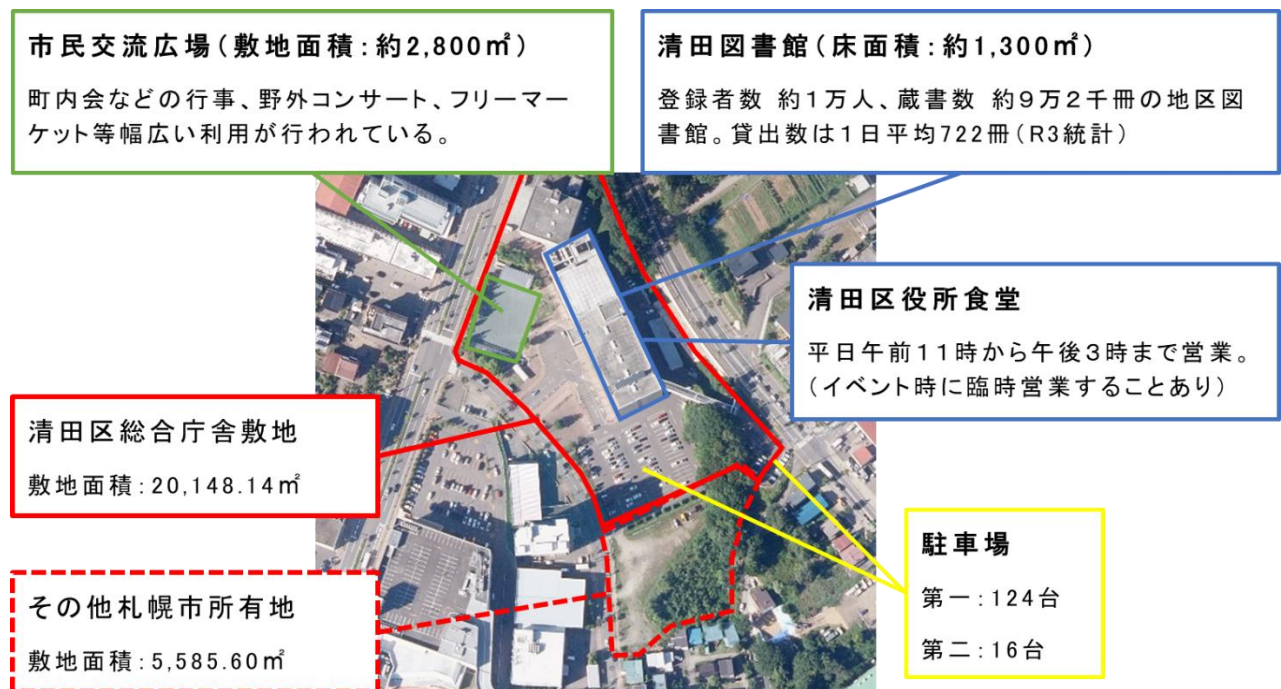 市民交流広場(敷地面積:約2,800㎡)
町内会などの行事、野外コンサート、フリーマー
ケット等幅広い利用が行われている。
清田図書館(床面積:約1,300㎡)
登録者数 約1万人、蔵書数 約9万2千冊の地区図
書館。貸出数は1日平均722冊(R3統計)
清田区役所食堂
平日午前11時から午後3時まで営業。
(イベント時に臨時営業することあり)
清田区総合庁舎敷地
敷地面積:20,148.14㎡
その他札幌市所有地
敷地面積:5,585.60㎡
駐車場
第一:124台
第二:16台